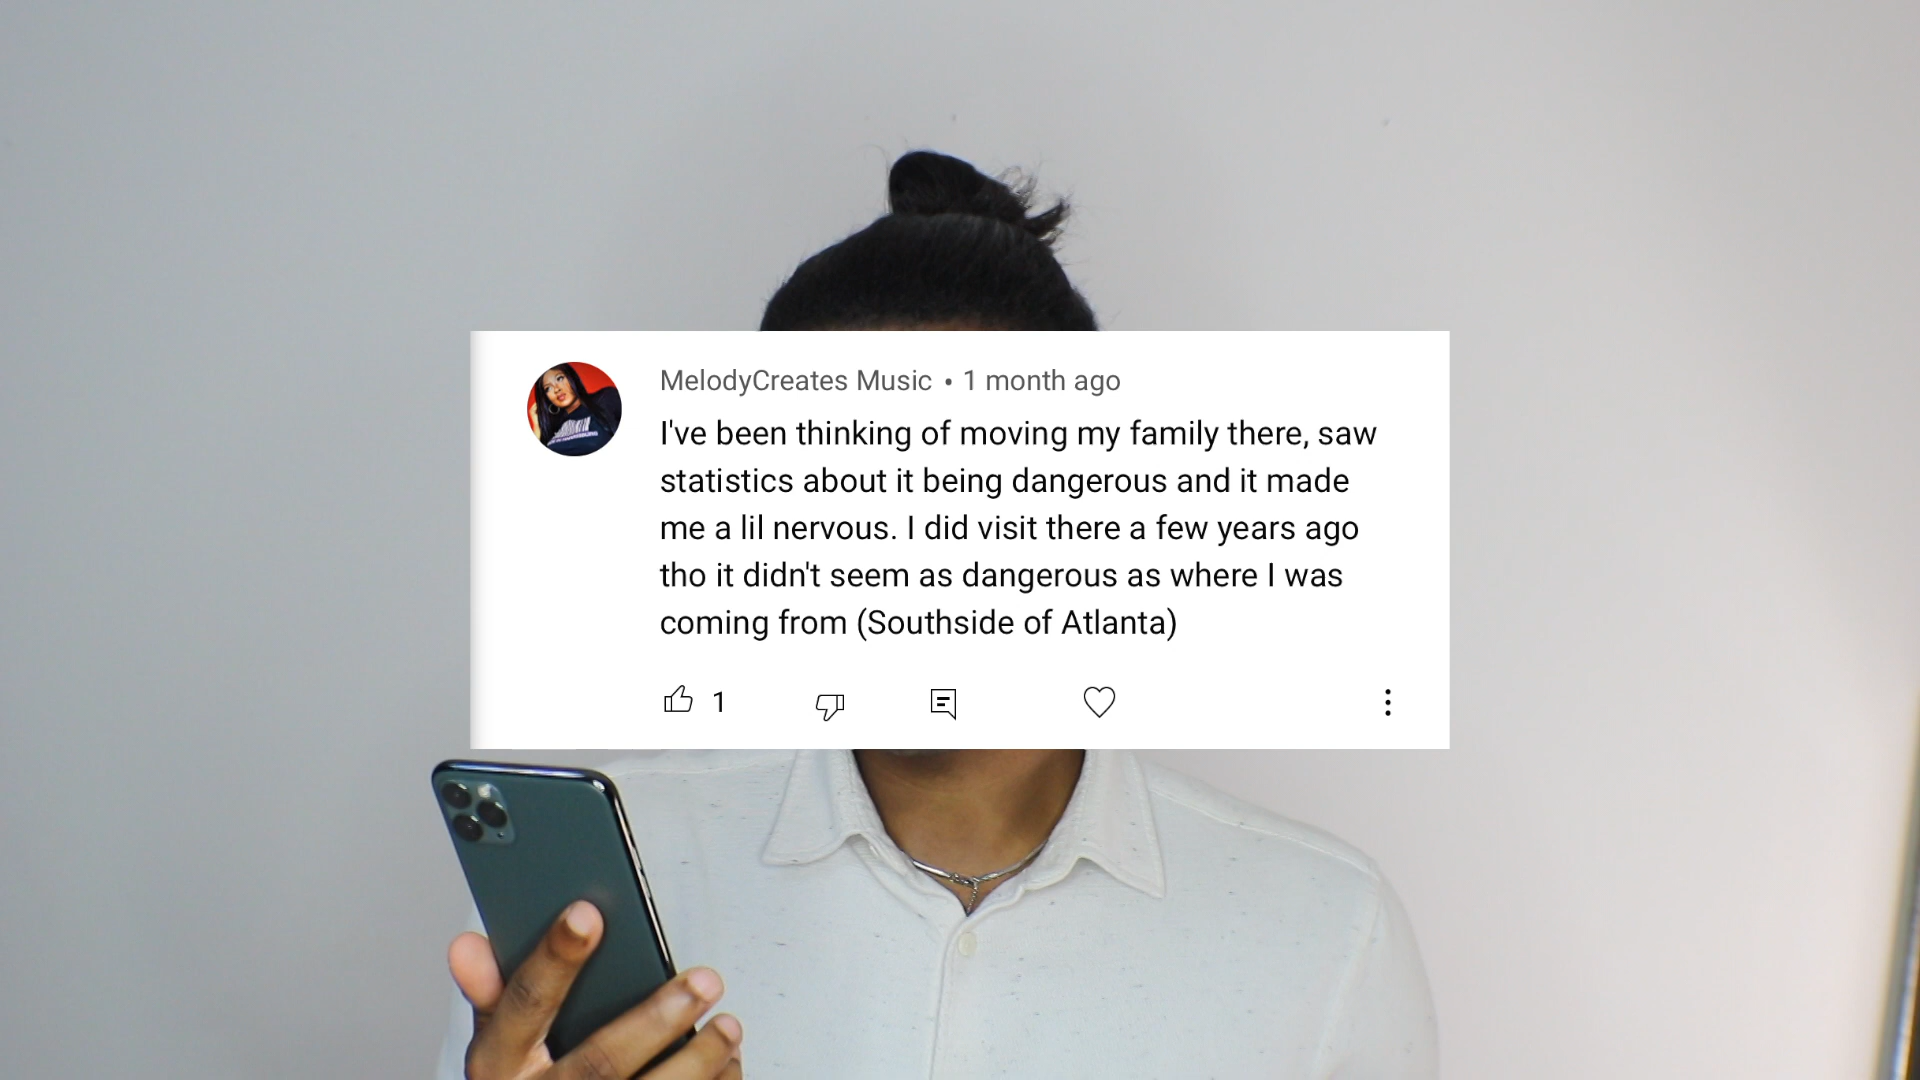 MelodyCreates Music • 1 month ago
I've been thinking of moving my family there, saw
statistics about it being dangerous and it made
me a lil nervous. I did visit there a few years ago
tho it didn't seem as dangerous as where I was
coming from (Southside of Atlanta)
1